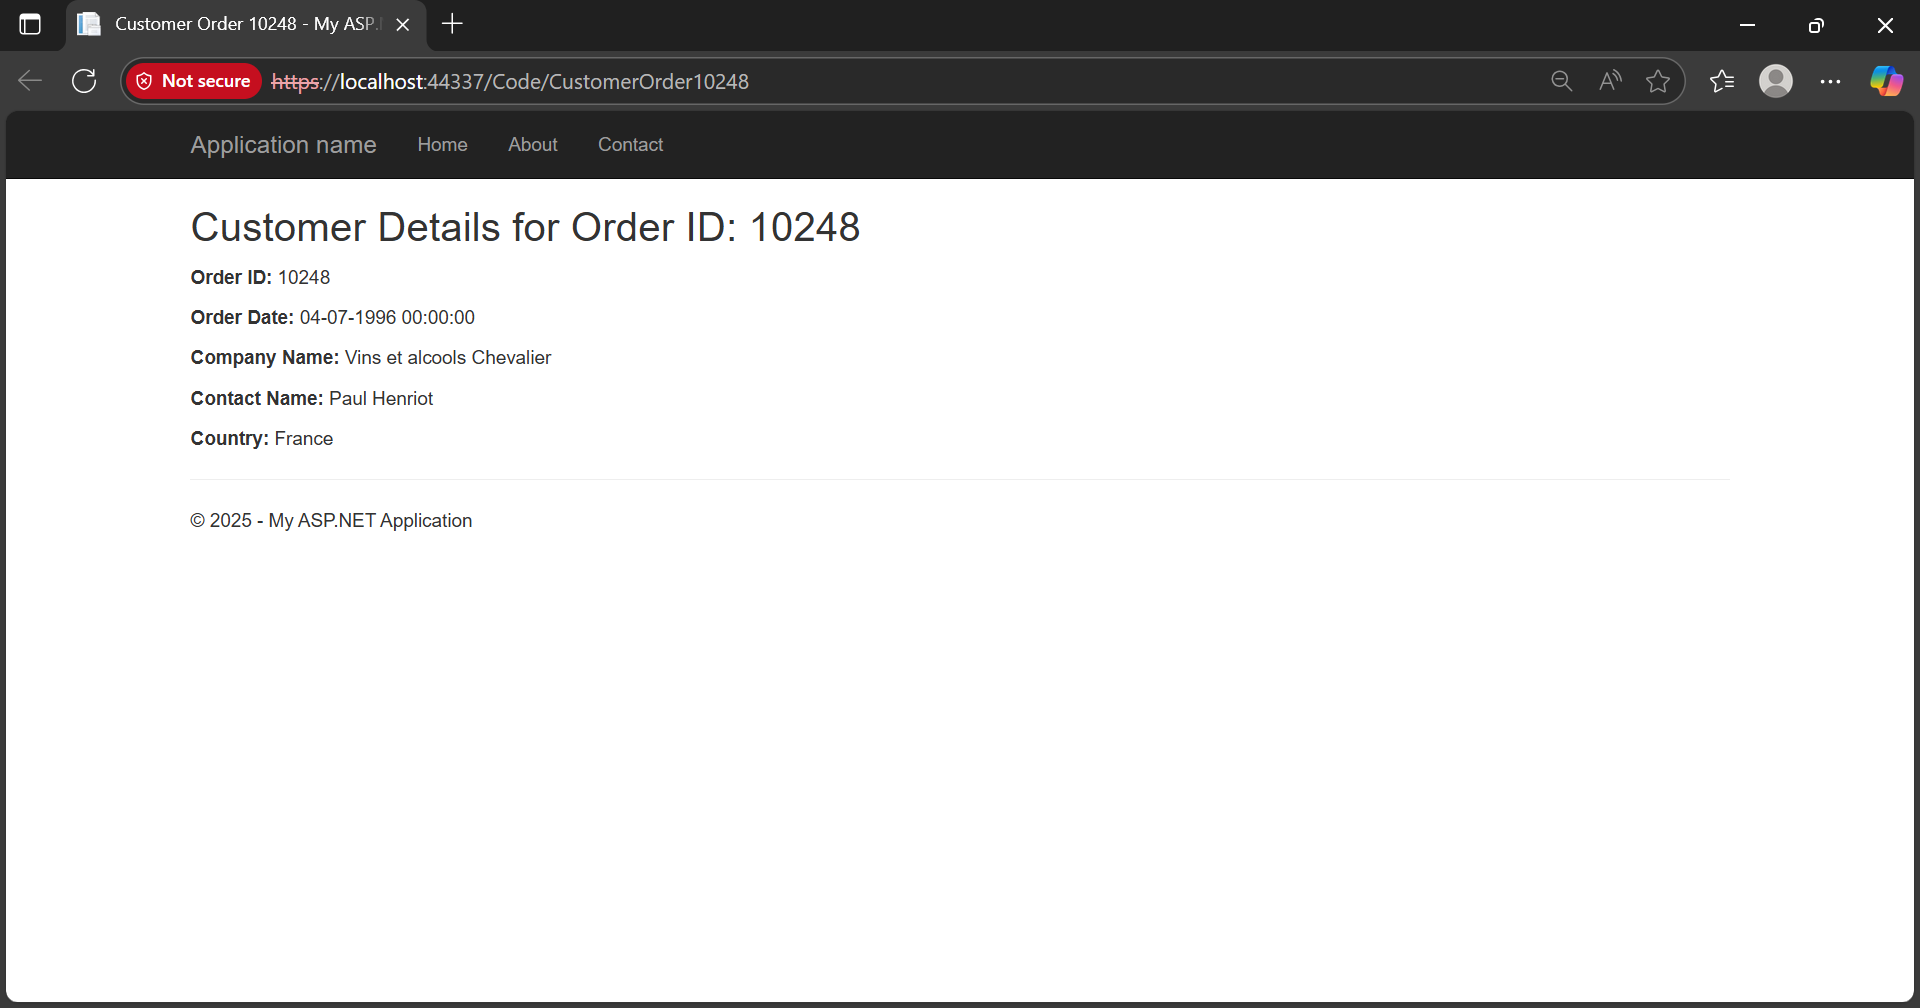 Customer Order 10248 - My ASP.
Not secure https://localhost:44337/Code/CustomerOrder10248
Application name Home About Contact
Customer Details for Order ID: 10248
Order ID: 10248
Order Date: 04-07-1996 00:00:00
Company Name: Vins et alcools Chevalier
Contact Name: Paul Henriot
Country: France
© 2025 - My ASP.NET Application